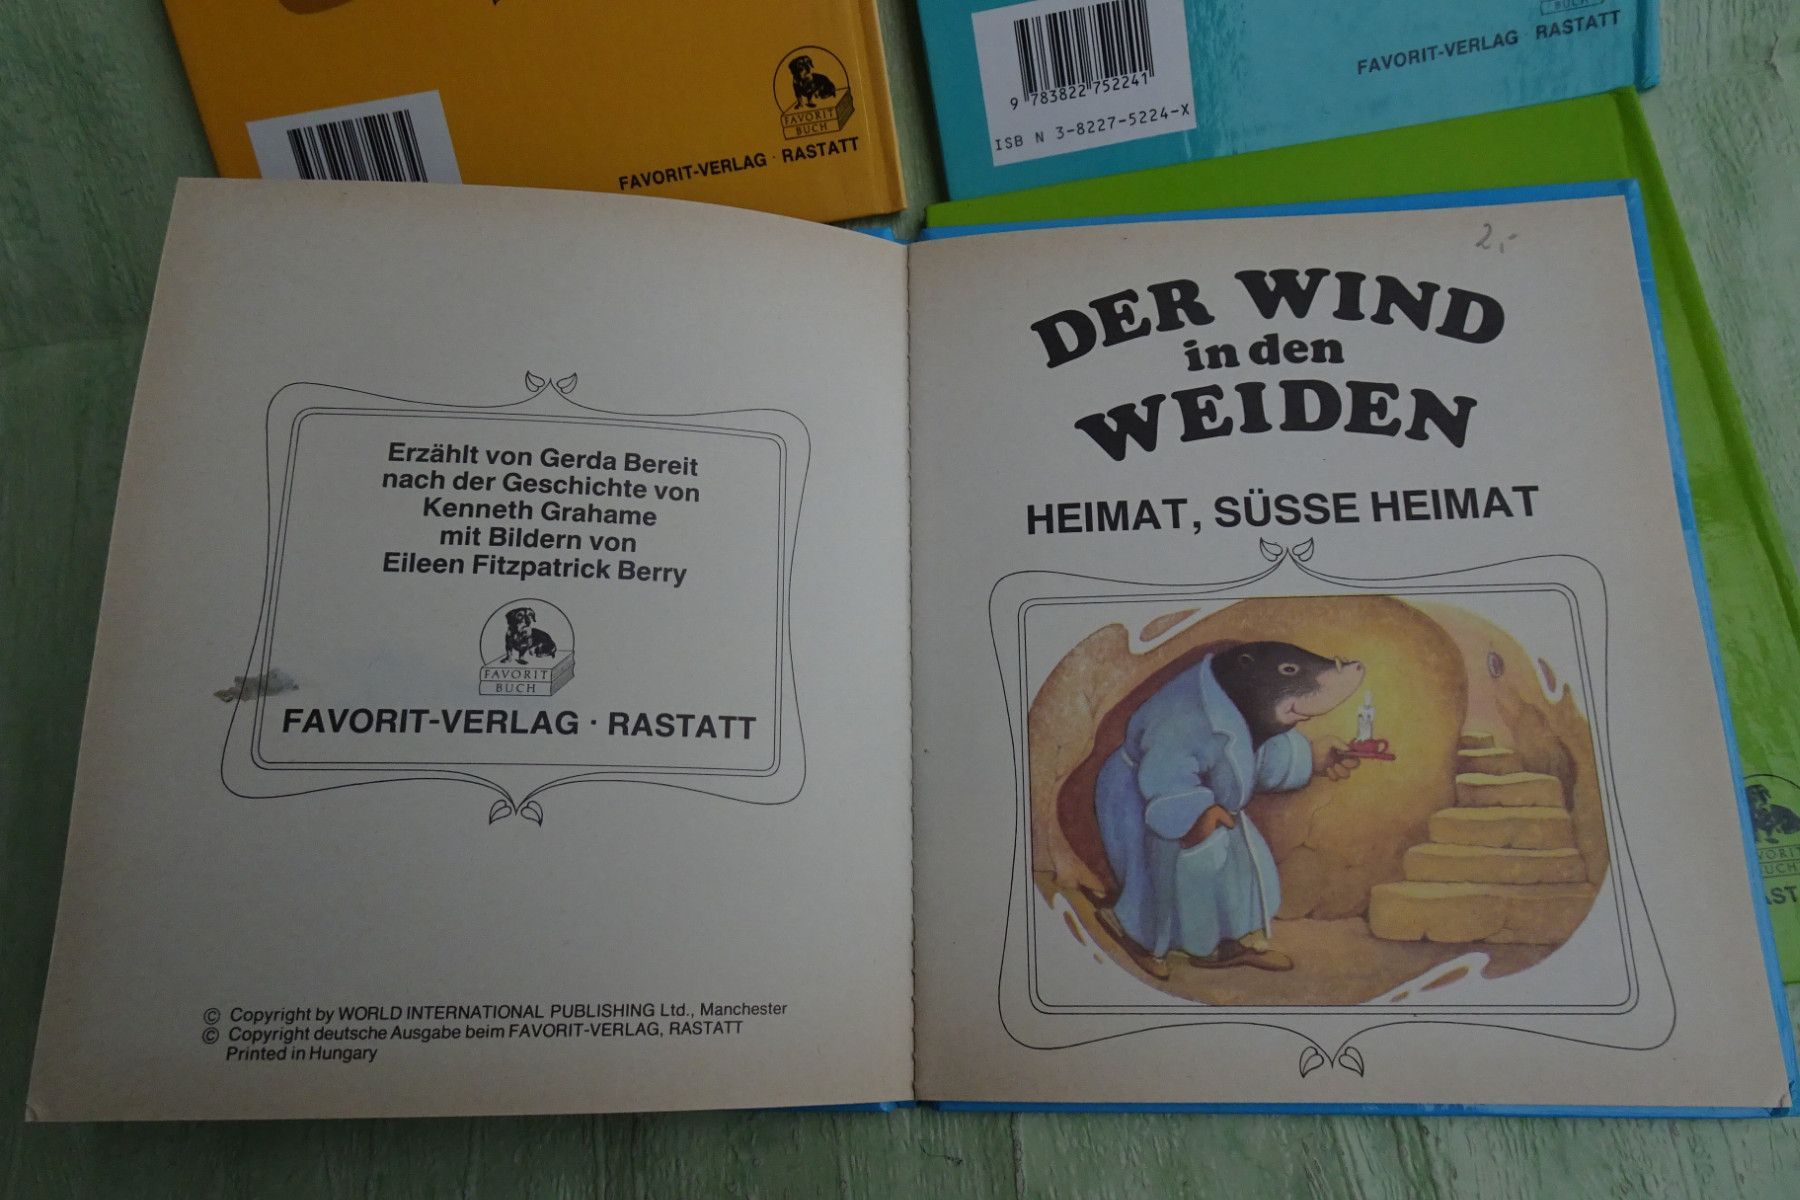 FAVORIT
BUCH
FAVORIT-VERLAG · RASTATT
9 783822 752241
ISB N 3-8227-5224-X
BUCH
FAVORIT-VERLAG · RASTATT
Erzählt von Gerda Bereit
nach der Geschichte von
Kenneth Grahame
mit Bildern von
Eileen Fitzpatrick Berry
FAVORIT
BUCH
FAVORIT-VERLAG · RASTATT
© Copyright by WORLD INTERNATIONAL PUBLISHING Ltd., Manchester
© Copyright deutsche Ausgabe beim FAVORIT-VERLAG, RASTATT
Printed in Hungary
2,-
DER WIND
in den
WEIDEN
HEIMAT, SÜSSE HEIMAT